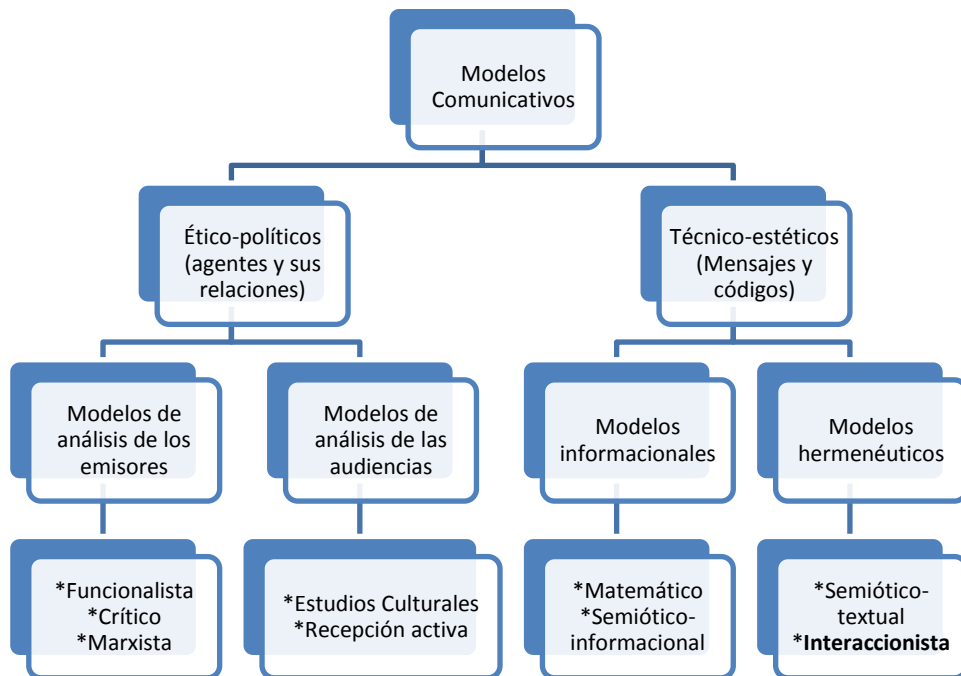 Modelos
Comunicativos
Ético-políticos
(agentes y sus
relaciones)
Técnico-estéticos
(Mensajes y
códigos)
Modelos de
análisis de los
emisores
Modelos de
análisis de las
audiencias
Modelos
informacionales
Modelos
hermenéuticos
*Funcionalista
*Crítico
*Marxista
*Estudios Culturales
*Recepción activa
*Matemático
*Semiótico-
informacional
*Semiótico-
textual
*Interaccionista